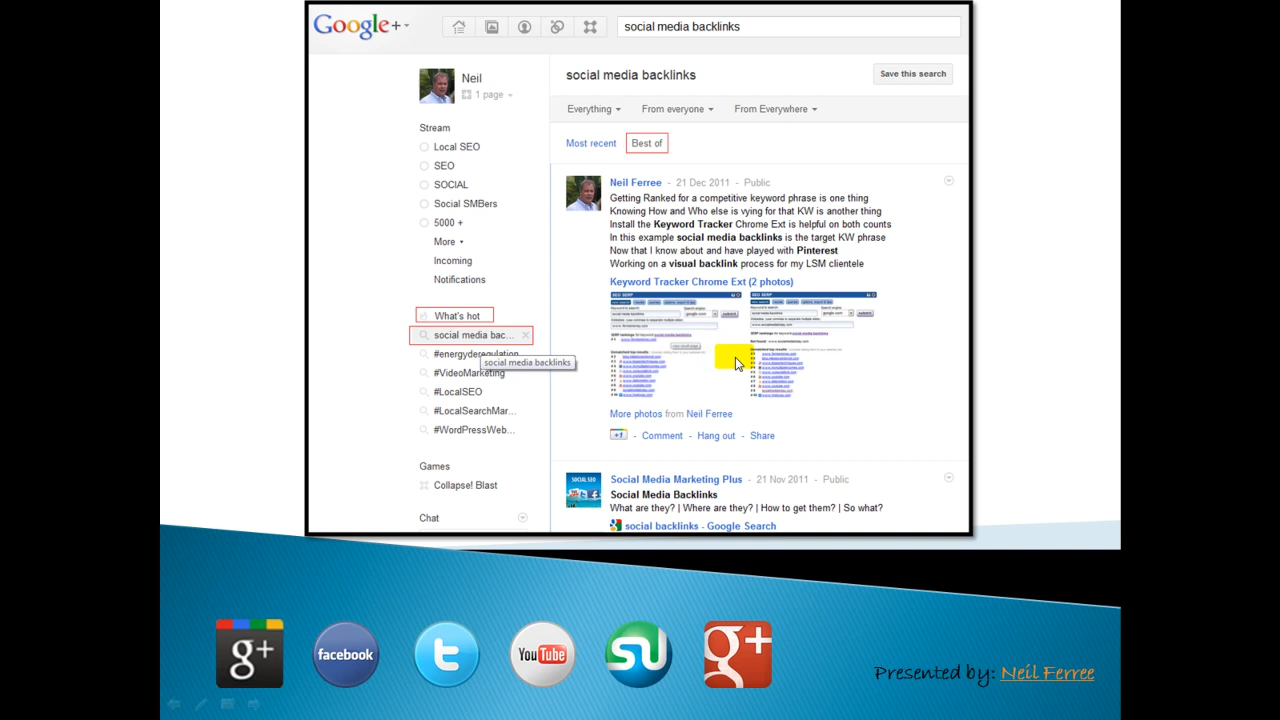 Google+
social media backlinks
Neil
1 page
social media backlinks
Save this search
Everything
From everyone
From Everywhere
Stream
Local SEO
SEO
SOCIAL
Social SMBers
5000 +
More
Incoming
Notifications
What's hot
social media bac...
#energyderegulation
social media backlinks
#VideoMarketing
#LocalSEO
#LocalSearchMar...
#WordPressWeb...
Games
Collapse! Blast
Chat
Most recent
Best of
Neil Ferree - 21 Dec 2011 - Public
Getting Ranked for a competitive keyword phrase is one thing
Knowing How and Who else is vying for that KW is another thing
Install the Keyword Tracker Chrome Ext is helpful on both counts
In this example social media backlinks is the target KW phrase
Now that I know about and have played with Pinterest
Working on a visual backlink process for my LSM clientele
Keyword Tracker Chrome Ext (2 photos)
More photos from Neil Ferree
+1 - Comment - Hang out - Share
Social Media Marketing Plus - 21 Nov 2011 - Public
SOCIAL SEO
Social Media Backlinks
What are they? | Where are they? | How to get them? | So what?
social backlinks - Google Search
g+
facebook
t
You Tube
g+
Presented by: Neil Ferree